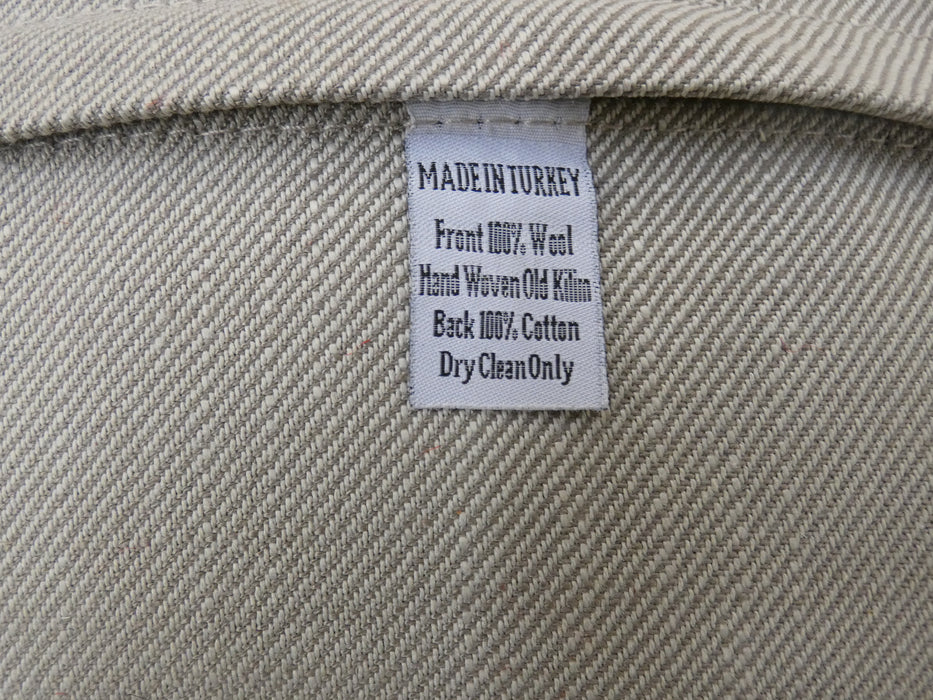 MADE IN TURKEY
Front 100% Wool
Hand Woven Old Kilim
Back 100% Cotton
Dry Clean Only